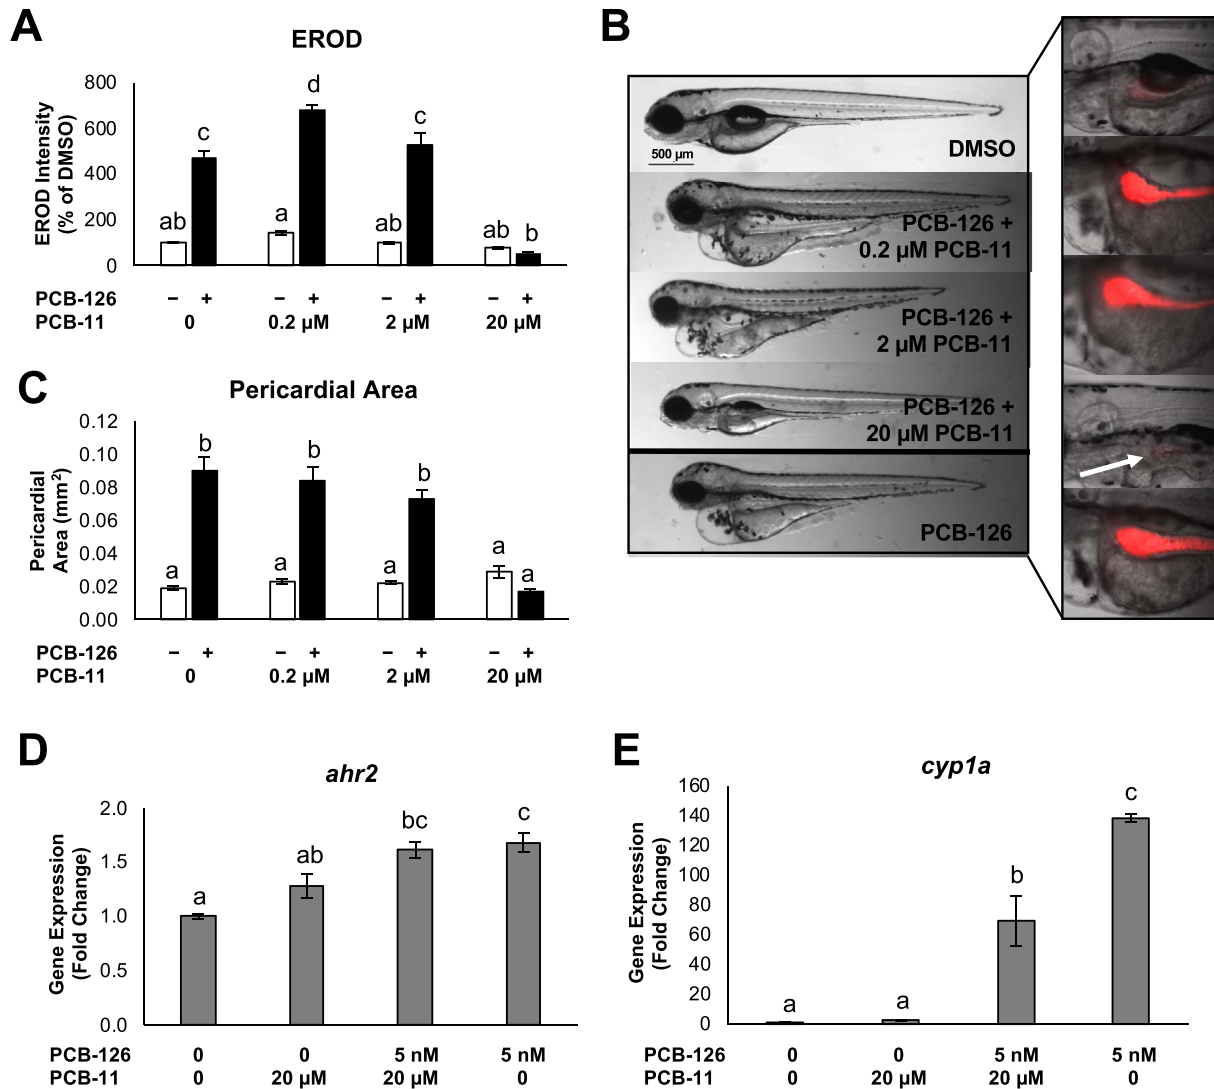 A
EROD
EROD Intensity
(% of DMSO)
800
600
400
200
0
ab
c
a
d
ab
c
ab
b
PCB-126 − + − + − + − +
PCB-11 0 0.2 µM 2 µM 20 µM
B
DMSO
500 µm
PCB-126 +
0.2 µM PCB-11
PCB-126 +
2 µM PCB-11
PCB-126 +
20 µM PCB-11
PCB-126
C
Pericardial Area
Pericardial
Area (mm²)
0.12
0.10
0.08
0.06
0.04
0.02
0.00
a
b
a
b
a
b
a
a
PCB-126 − + − + − + − +
PCB-11 0 0.2 µM 2 µM 20 µM
D
ahr2
Gene Expression
(Fold Change)
2.0
1.5
1.0
0.5
0.0
a
ab
bc
c
PCB-126 0 0 5 nM 5 nM
PCB-11 0 20 µM 20 µM 0
E
cyp1a
Gene Expression
(Fold Change)
160
140
120
100
80
60
40
20
0
a
a
b
c
PCB-126 0 0 5 nM 5 nM
PCB-11 0 20 µM 20 µM 0